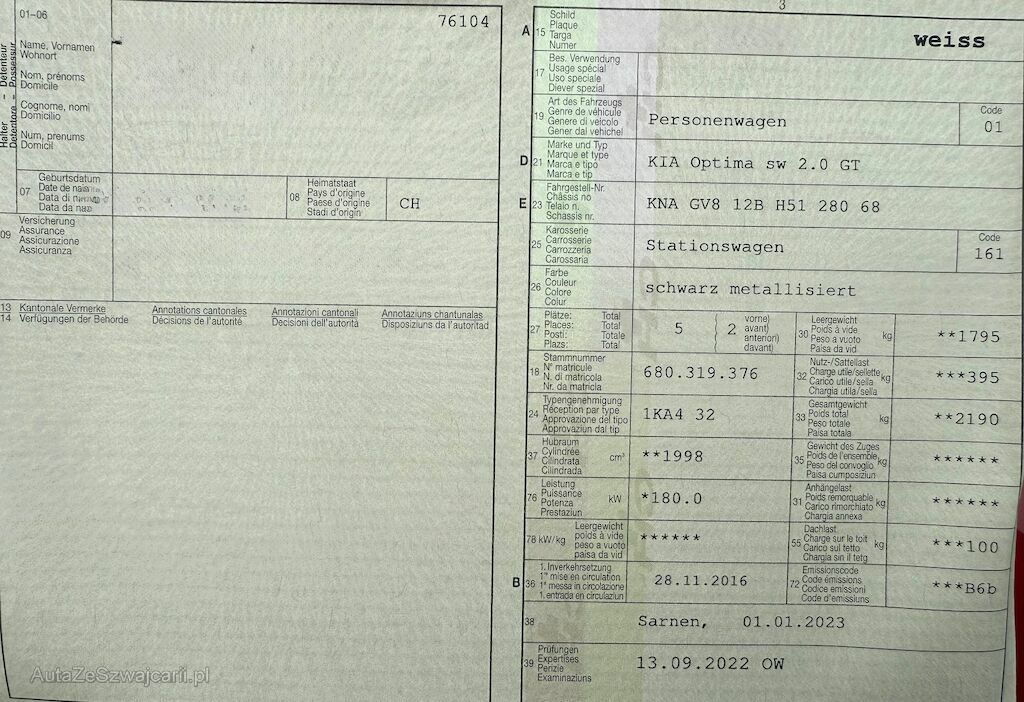 3
01-06
76104
Halter - Détenteur
Detentore - Possessur
Name, Vornamen
Wohnort
Nom, prénoms
Domicile
Cognome, nomi
Domicilio
Num, prenums
Domicil
07
Geburtsdatum
Date de
Data di
Data da
08
Heimatstaat
Pays d'origine
Paese d'origine
Stadi d'origin
CH
09
Versicherung
Assurance
Assicurazione
Assicuranza
13 Kantonale Vermerke
14 Verfügungen der Behörde
Annotations cantonales
Décisions de l'autorité
Annotazioni cantonali
Decisioni dell'autorità
Annotaziuns chantunalas
Disposiziuns da l'autoritad
A 15
Schild
Plaque
Targa
Numer
weiss
17
Bes. Verwendung
Usage spécial
Uso speciale
Diever spezial
19
Art des Fahrzeugs
Genre de véhicule
Genere di veicolo
Gener dal vehichel
Personenwagen
Code
01
D 21
Marke und Typ
Marque et type
Marca e tipo
Marca e tip
KIA Optima sw 2.0 GT
E 23
Fahrgestell-Nr.
Châssis no
Telaio n.
Schassis nr.
KNA GV8 12B H51 280 68
25
Karosserie
Carrosserie
Carrozzeria
Carossaria
Stationswagen
Code
161
26
Farbe
Couleur
Colore
Colur
schwarz metallisiert
27
Plätze: Total
Places: Total
Posti: Totale
Plazs: Total
5
2
vorne)
avant)
anteriori)
davant)
30
Leergewicht
Poids à vide
Peso a vuoto
Paisa da vid
kg
**1795
18
Stammnummer
N° matricule
N. di matricola
Nr. da matricla
680.319.376
32
Nutz-/Sattellast
Charge utile/sellette
Carico utile/sella
Chargia utila/sella
kg
***395
24
Typengenehmigung
Réception par type
Approvazione del tipo
Approvaziun dal tip
1KA4 32
33
Gesamtgewicht
Poids total
Peso totale
Paisa totala
kg
**2190
37
Hubraum
Cylindrée
Cilindrata
Cilindrada
cm³
**1998
35
Gewicht des Zuges
Poids de l'ensemble
Peso del convoglio
Paisa cumposiziun
kg
******
76
Leistung
Puissance
Potenza
Prestaziun
kW
*180.0
31
Anhängelast
Poids remorquable
Carico rimorchiato
Chargia annexa
kg
******
78 kW/kg
Leergewicht
poids à vide
peso a vuoto
paisa da vid
******
55
Dachlast
Charge sur le toit
Carico sul tetto
Chargia sin il tetg
kg
***100
B 36
1. Inverkehrsetzung
1re mise en circulation
1a messa in circolazione
1. entrada en circulaziun
28.11.2016
72
Emissionscode
Code émissions
Codice emissioni
Code d'emissiuns
***B6b
38
Sarnen, 01.01.2023
39
Prüfungen
Expertises
Perizie
Examinaziuns
13.09.2022 OW
AutaZeSzwajcarii.pl